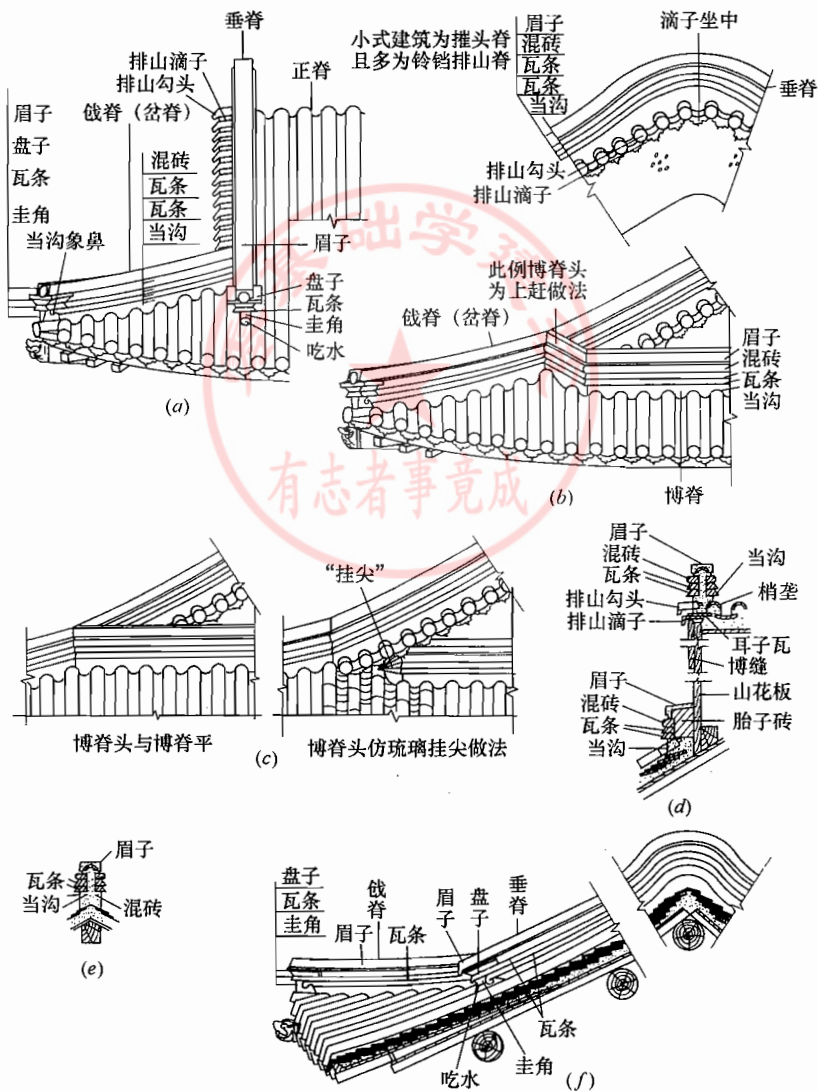 垂脊
排山滴子
排山勾头
正脊
戗脊（岔脊）
眉子
盘子
瓦条
圭角
混砖
瓦条
瓦条
当沟
当沟象鼻
眉子
盘子
瓦条
圭角
吃水
(a)
小式建筑为摧头脊
且多为铃铛排山脊
眉子
混砖
瓦条
瓦条
当沟
滴子坐中
垂脊
排山勾头
排山滴子
此例博脊头
为上赶做法
戗脊（岔脊）
眉子
混砖
瓦条
当沟
博脊
(b)
“挂尖”
博脊头与博脊平
博脊头仿琉璃挂尖做法
(c)
眉子
混砖
瓦条
排山勾头
排山滴子
当沟
梢垄
耳子瓦
博缝
山花板
胎子砖
眉子
混砖
瓦条
当沟
(d)
眉子
瓦条
当沟
混砖
(e)
盘子
瓦条
圭角
戗脊
眉子
瓦条
眉子
盘子
垂脊
瓦条
圭角
吃水
(f)
有志者事竟成